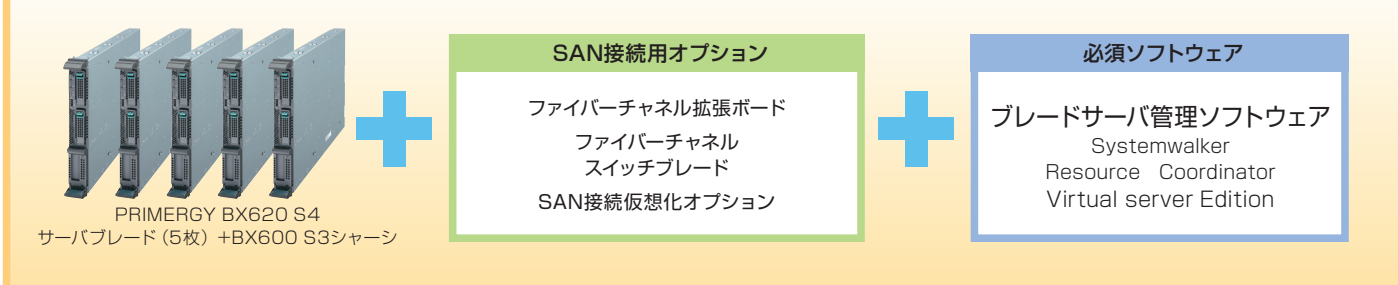 PRIMERGY BX620 S4
サーバブレード（5枚）+BX600 S3シャーシ
SAN接続用オプション
ファイバーチャネル拡張ボード
ファイバーチャネル
スイッチブレード
SAN接続仮想化オプション
必須ソフトウェア
ブレードサーバ管理ソフトウェア
Systemwalker
Resource Coordinator
Virtual server Edition